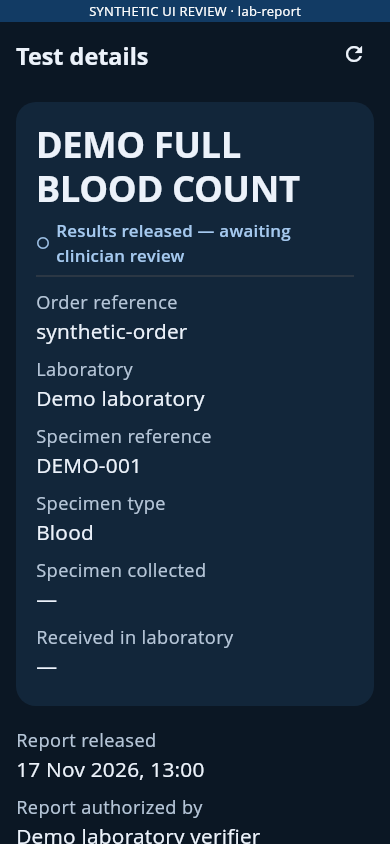 SYNTHETIC UI REVIEW · lab-report
Test details
DEMO FULL
BLOOD COUNT
Results released — awaiting
clinician review
Order reference
synthetic-order
Laboratory
Demo laboratory
Specimen reference
DEMO-001
Specimen type
Blood
Specimen collected
—
Received in laboratory
—
Report released
17 Nov 2026, 13:00
Report authorized by
Demo laboratory verifier